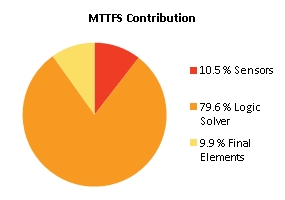 MTTFS Contribution
10.5 % Sensors
79.6 % Logic
Solver
9.9 % Final
Elements